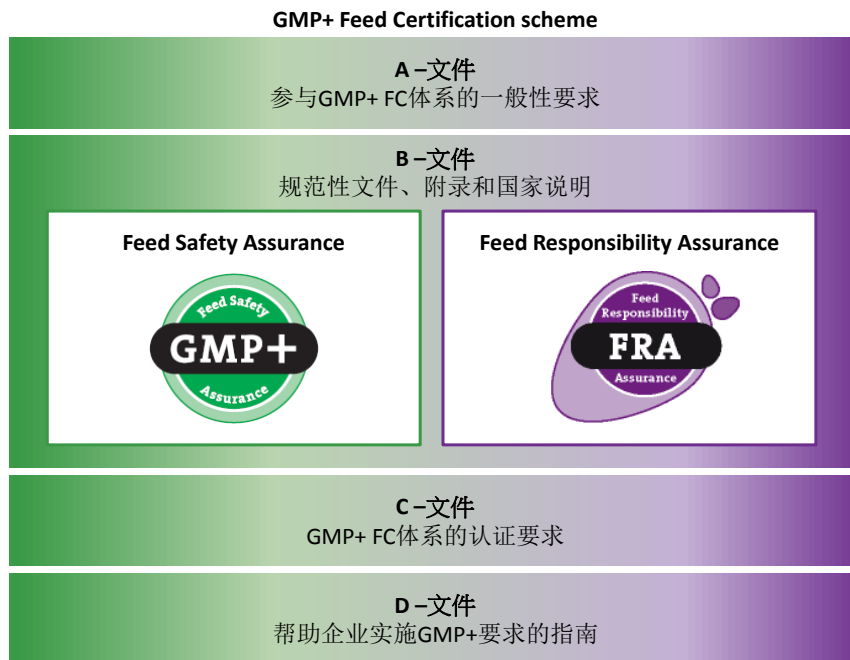 GMP+ Feed Certification scheme
A –文件
参与GMP+ FC体系的一般性要求
B –文件
规范性文件、附录和国家说明
Feed Safety Assurance
Feed Safety
GMP+
Assurance
Feed Responsibility Assurance
Feed
Responsibility
FRA
Assurance
C –文件
GMP+ FC体系的认证要求
D –文件
帮助企业实施GMP+要求的指南